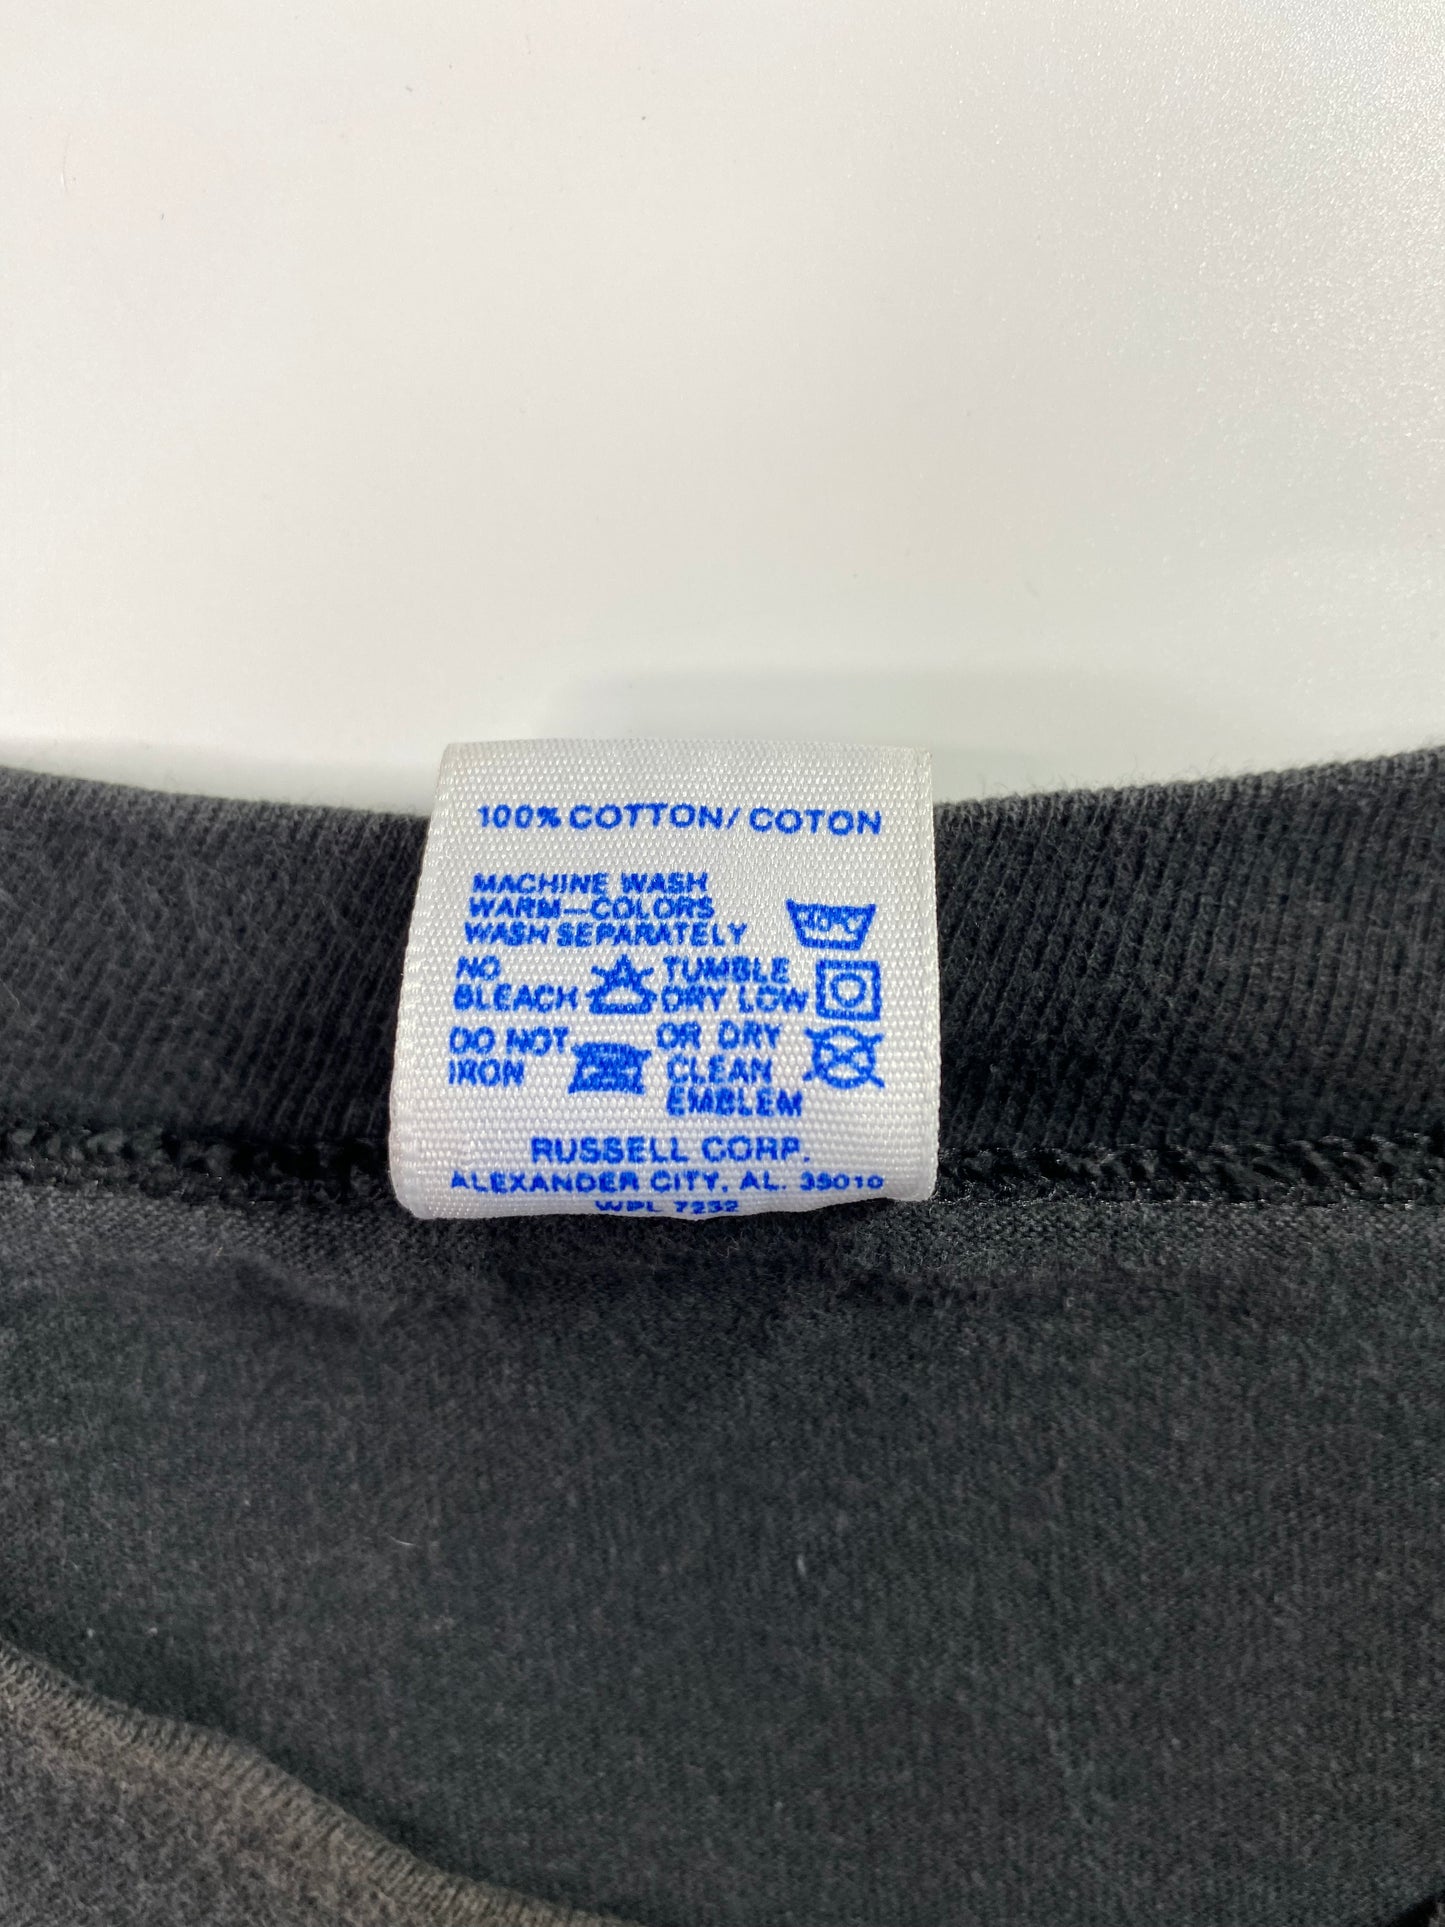 100% COTTON/ COTON
MACHINE WASH
WARM—COLORS
WASH SEPARATELY
NO
BLEACH
TUMBLE
DRY LOW
DO NOT
IRON
OR DRY
CLEAN
EMBLEM
RUSSELL CORP.
ALEXANDER CITY, AL. 35010
WPL 7232